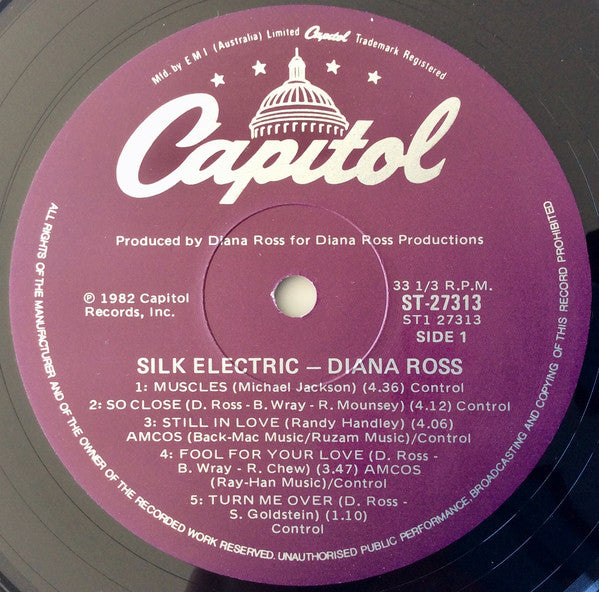 Mfd. by E M I (Australia) Limited Capitol Trademark Registered
Capitol
Produced by Diana Ross for Diana Ross Productions
℗ 1982 Capitol
Records, Inc.
33 1/3 R.P.M.
ST-27313
ST1 27313
SIDE 1
SILK ELECTRIC — DIANA ROSS
1: MUSCLES (Michael Jackson) (4.36) Control
2: SO CLOSE (D. Ross - B. Wray - R. Mounsey) (4.12) Control
3: STILL IN LOVE (Randy Handley) (4.06)
AMCOS (Back-Mac Music/Ruzam Music)/Control
4: FOOL FOR YOUR LOVE (D. Ross -
B. Wray - R. Chew) (3.47) AMCOS
(Ray-Han Music)/Control
5: TURN ME OVER (D. Ross -
S. Goldstein) (1.10)
Control
ALL RIGHTS OF THE MANUFACTURER AND OF THE OWNER OF THE RECORDED WORK RESERVED. UNAUTHORISED PUBLIC PERFORMANCE, BROADCASTING AND COPYING OF THIS RECORD PROHIBITED